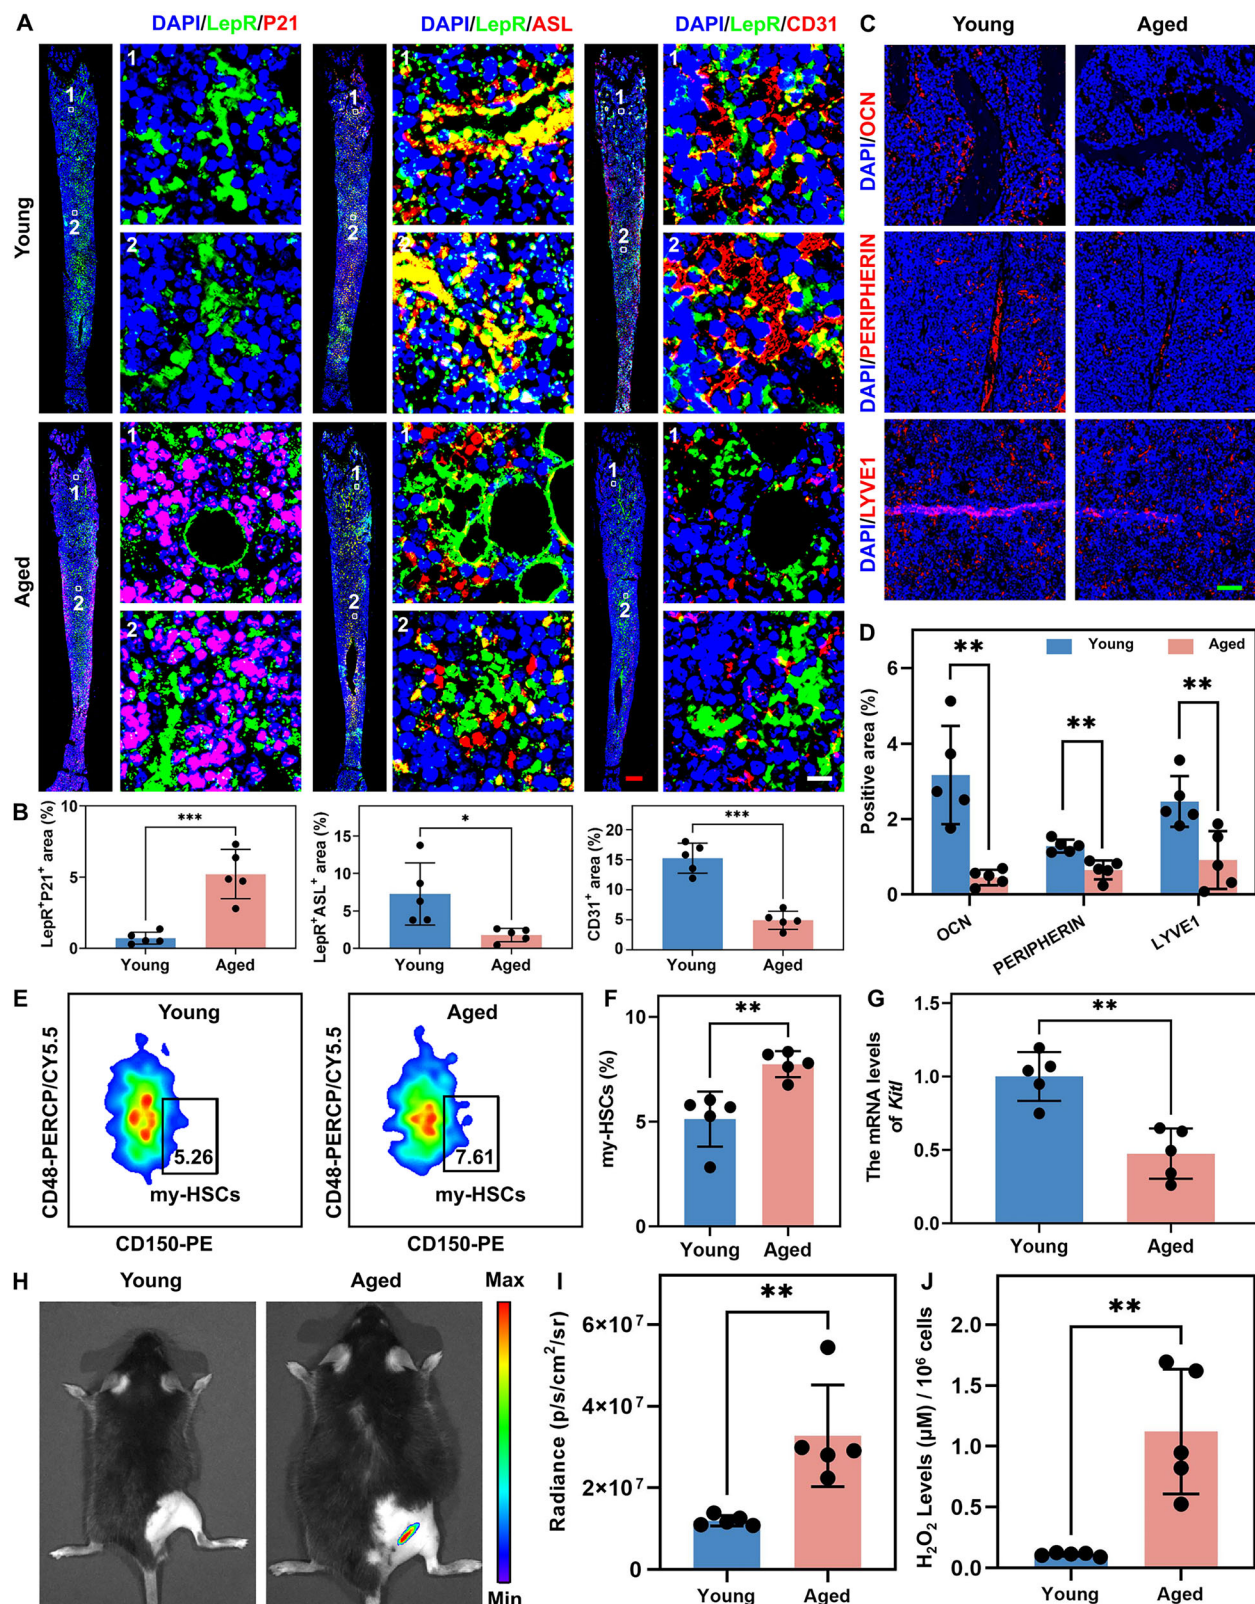 A
DAPI/LepR/P21
DAPI/LepR/ASL
DAPI/LepR/CD31
Young
1
2
1
2
1
2
1
2
1
2
1
2
Aged
1
2
1
2
1
2
1
2
1
2
1
2
B
LepR⁺P21⁺ area (%)
10
5
0
***
Young
Aged
LepR⁺ASL⁺ area (%)
15
10
5
0
*
Young
Aged
CD31⁺ area (%)
20
15
10
5
0
***
Young
Aged
C
Young
Aged
DAPI/OCN
DAPI/PERIPHERIN
DAPI/LYVE1
D
Positive area (%)
6
4
2
0
Young
Aged
**
**
**
OCN
PERIPHERIN
LYVE1
E
CD48-PERCP/CY5.5
Young
5.26
my-HSCs
CD150-PE
CD48-PERCP/CY5.5
Aged
7.61
my-HSCs
CD150-PE
F
my-HSCs (%)
10
5
0
**
Young
Aged
G
The mRNA levels
of Kitl
1.5
1.0
0.5
0.0
**
Young
Aged
H
Young
Aged
Max
Min
I
Radiance (p/s/cm²/sr)
6×10⁷
4×10⁷
2×10⁷
0
**
Young
Aged
J
H₂O₂ Levels (μM) / 10⁶ cells
2.0
1.5
1.0
0.5
0.0
**
Young
Aged